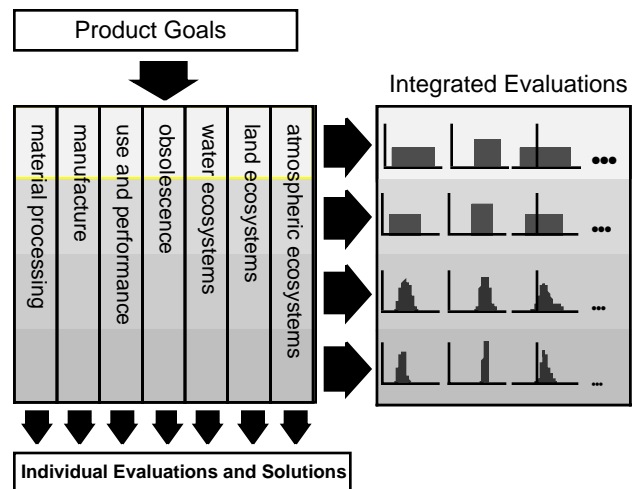 Product Goals
Integrated Evaluations
material processing
manufacture
use and performance
obsolescence
water ecosystems
land ecosystems
atmospheric ecosystems
Individual Evaluations and Solutions